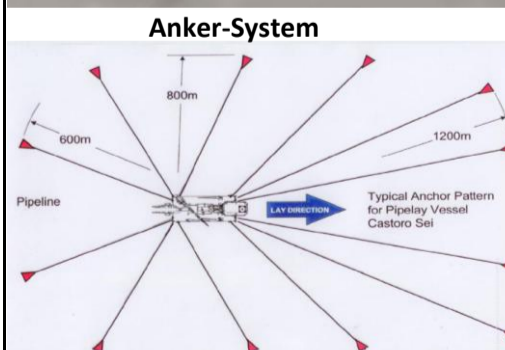 Anker-System
800m
600m
1200m
Pipeline
LAY DIRECTION
Typical Anchor Pattern
for Pipelay Vessel
Castoro Sei